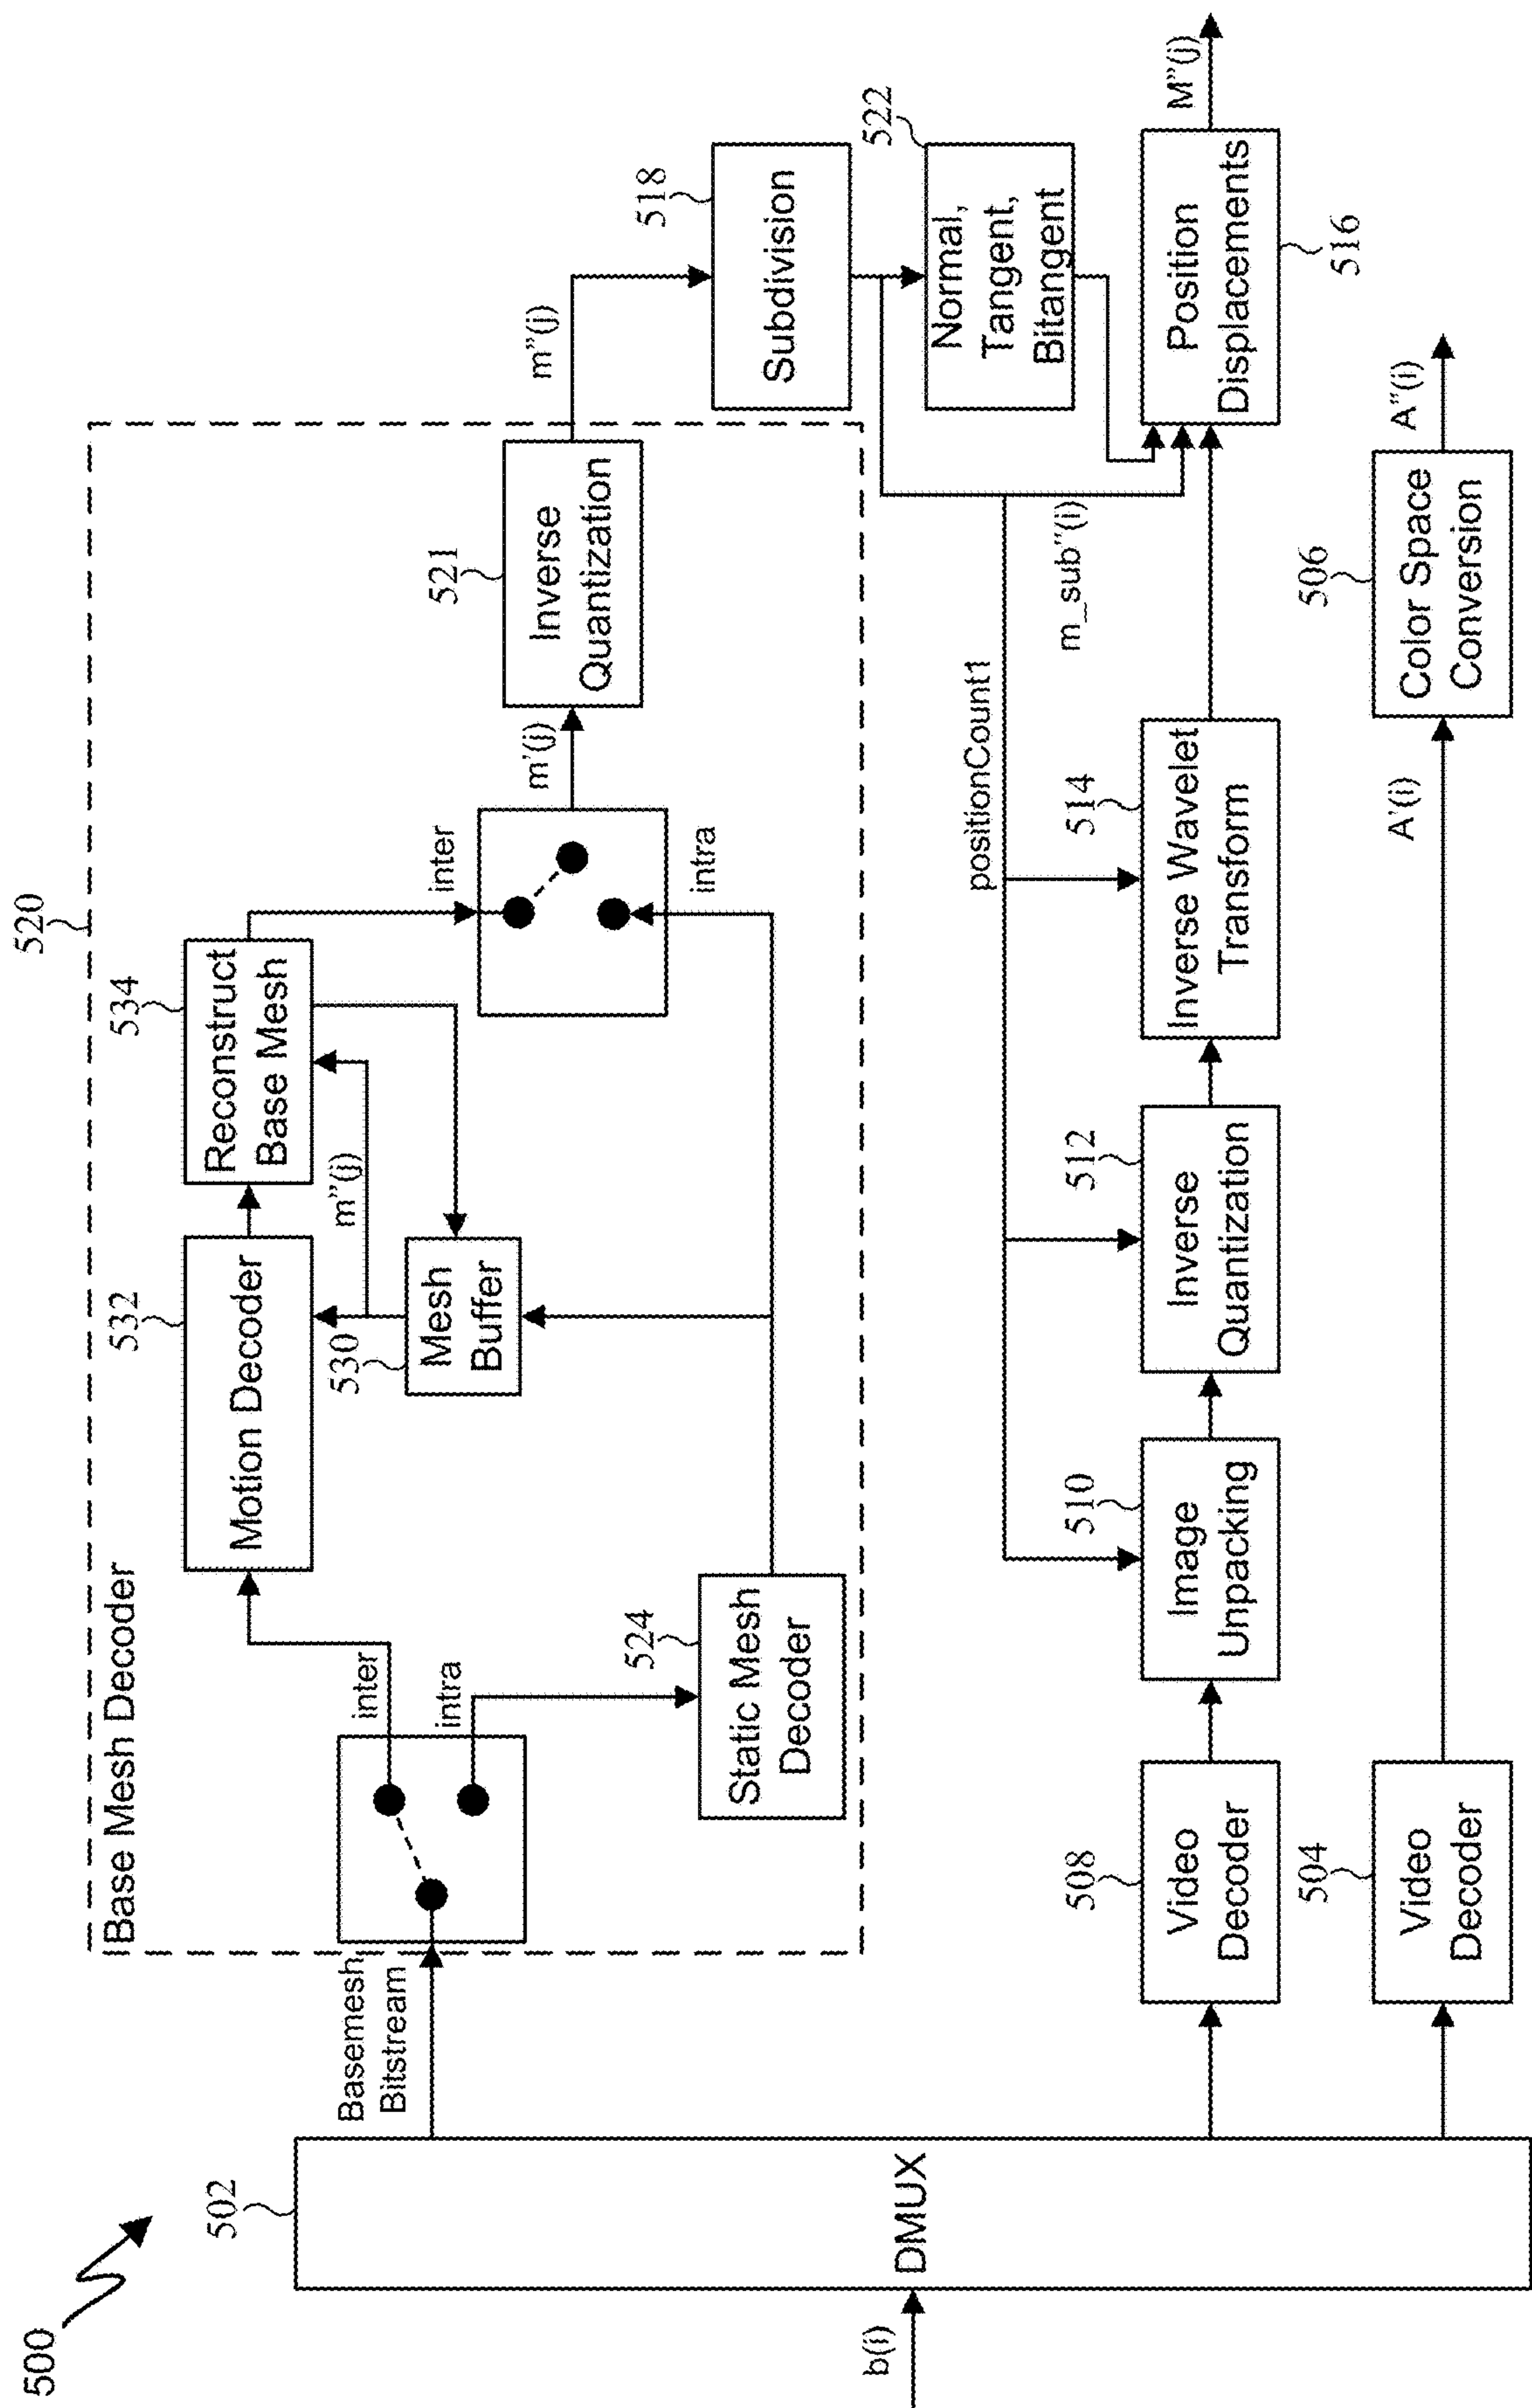 500
b(i)
502
DMUX
Basemesh
Bitstream
520
Base Mesh Decoder
inter
intra
532
Motion Decoder
534
Reconstruct
Base Mesh
m"(j)
530
Mesh
Buffer
524
Static Mesh
Decoder
inter
intra
m'(j)
521
Inverse
Quantization
m"(j)
518
Subdivision
522
Normal,
Tangent,
Bitangent
positionCount1
m_sub"(i)
508
Video
Decoder
510
Image
Unpacking
512
Inverse
Quantization
514
Inverse Wavelet
Transform
Position
Displacements
516
M"(j)
504
Video
Decoder
A'(i)
506
Color Space
Conversion
A"(i)